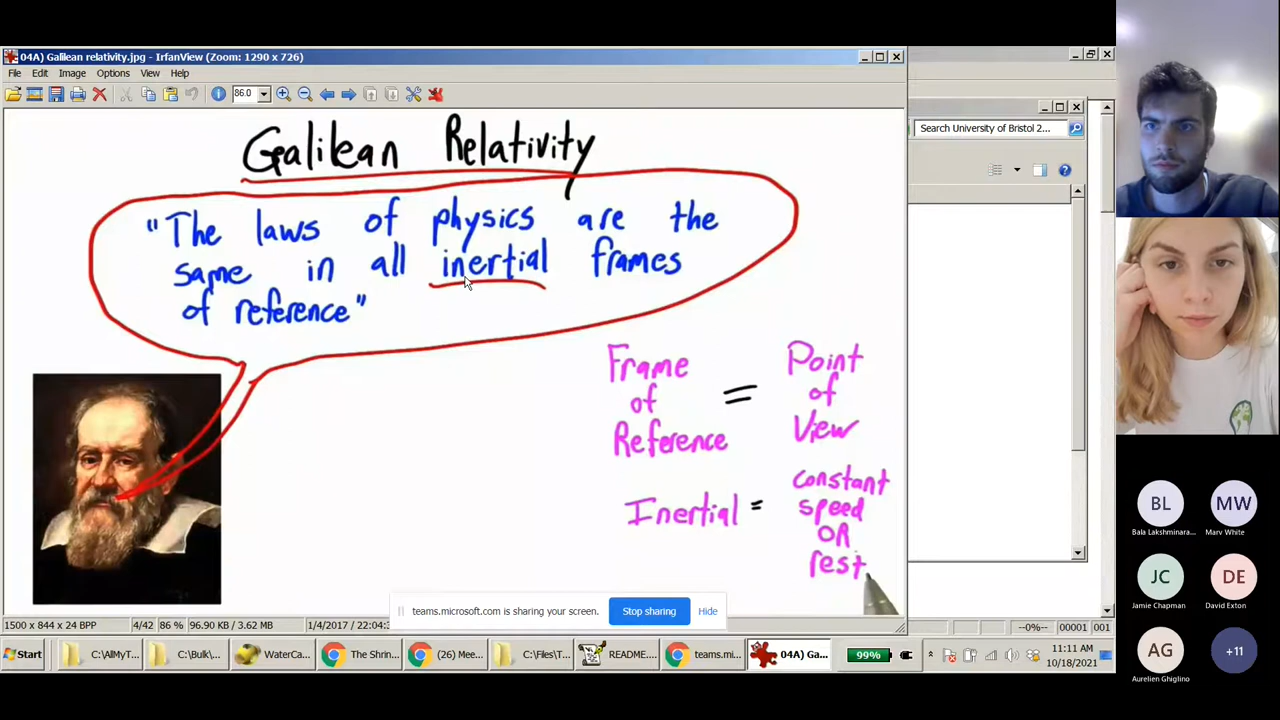 04A) Galilean relativity.jpg - IrfanView (Zoom: 1290 x 726)
File Edit Image Options View Help
86.0
Search University of Bristol 2...
Galilean Relativity
"The laws of physics are the
same in all inertial frames
of reference"
Frame
of
Reference
=
Point
of
View
Inertial =
constant
speed
OR
rest
teams.microsoft.com is sharing your screen. Stop sharing Hide
1500 x 844 x 24 BPP 4/42 86 % 96.90 KB / 3.62 MB 1/4/2017 / 22:04:3
--0%-- 00001 001
Start C:\AllMyT... C:\Bulk\... WaterCa... The Shrin... (26) Mee... C:\Files\T... README.... teams.mi... 04A) Ga... 99% 11:11 AM
10/18/2021
BL MW
Bala Lakshminara... Marv White
JC DE
Jamie Chapman David Exton
AG +11
Aurelien Ghiglino